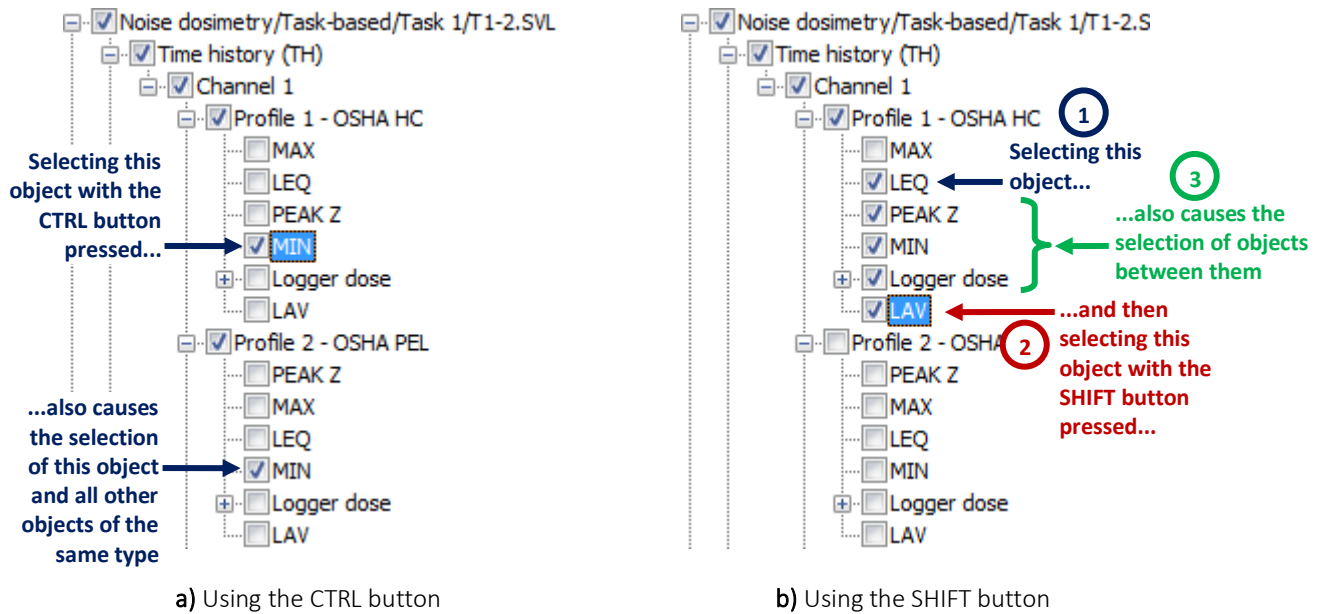 Noise dosimetry/Task-based/Task 1/T1-2.SVL
Time history (TH)
Channel 1
Profile 1 - OSHA HC
MAX
LEQ
PEAK Z
MIN
Logger dose
LAV
Profile 2 - OSHA PEL
PEAK Z
MAX
LEQ
MIN
Logger dose
LAV
Selecting this
object with the
CTRL button
pressed...
...also causes
the selection
of this object
and all other
objects of the
same type
a) Using the CTRL button
Noise dosimetry/Task-based/Task 1/T1-2.S
Time history (TH)
Channel 1
Profile 1 - OSHA HC
MAX
LEQ
PEAK Z
MIN
Logger dose
LAV
Profile 2 - OSHA
PEAK Z
MAX
LEQ
MIN
Logger dose
LAV
1
Selecting this
object...
3
...also causes the
selection of objects
between them
2
...and then
selecting this
object with the
SHIFT button
pressed...
b) Using the SHIFT button